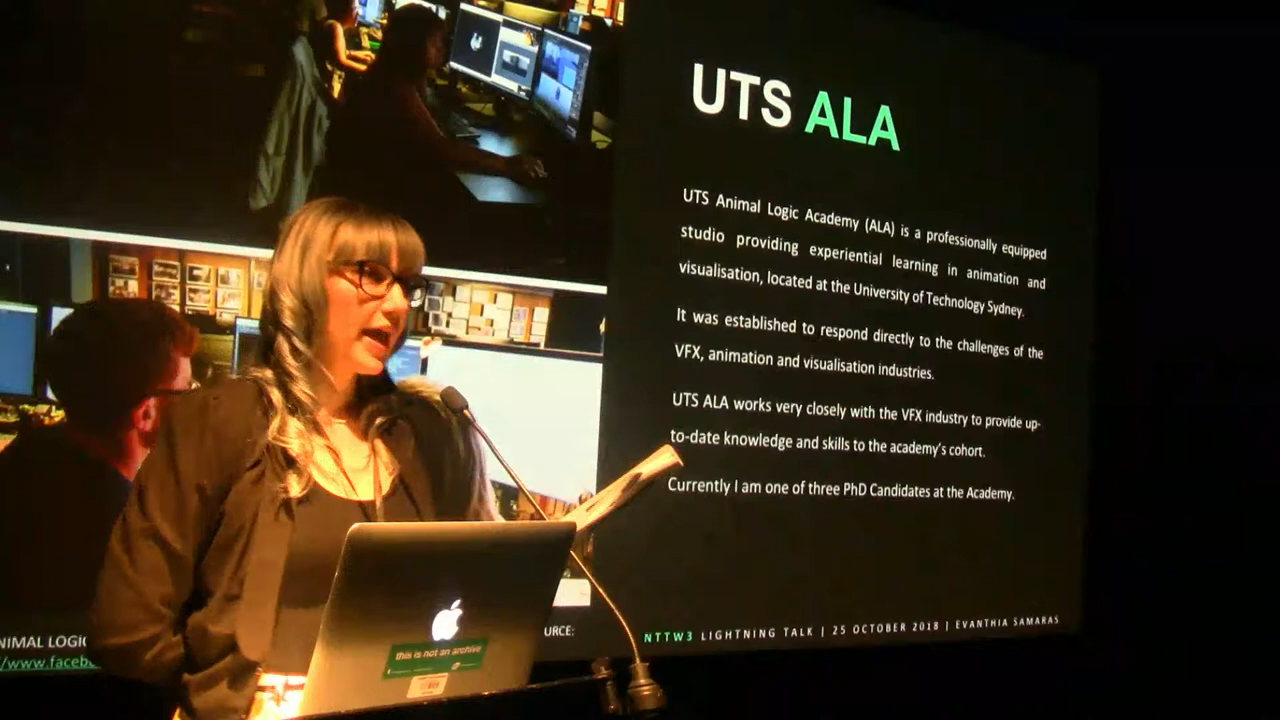 UTS ALA
UTS Animal Logic Academy (ALA) is a professionally equipped
studio providing experiential learning in animation and
visualisation, located at the University of Technology Sydney.
It was established to respond directly to the challenges of the
VFX, animation and visualisation industries.
UTS ALA works very closely with the VFX industry to provide up-
to-date knowledge and skills to the academy's cohort.
Currently I am one of three PhD Candidates at the Academy.
NIMAL LOGIC
/www.faceb
URCE:
NTTW3 LIGHTNING TALK | 25 OCTOBER 2018 | EVANTHIA SAMARAS
this is not an archive